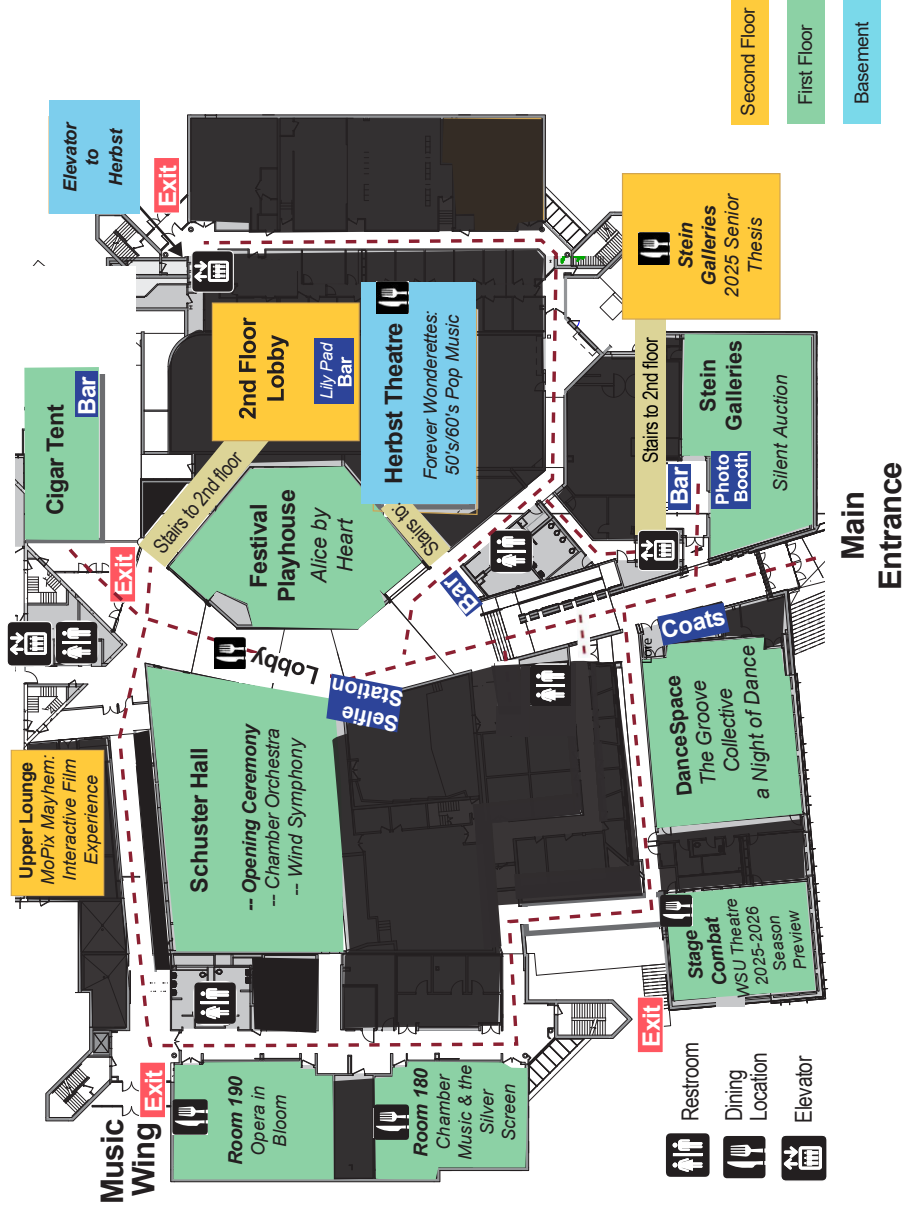 Music
Wing
Exit
Room 190
Opera in
Bloom
Room 180
Chamber
Music & the
Silver
Screen
Upper Lounge
MoPix Mayhem:
Interactive Film
Experience
Schuster Hall
-- Opening Ceremony
-- Chamber Orchestra
-- Wind Symphony
Exit
Stage
Combat
WSU Theatre
2025-2026
Season
Preview
DanceSpace
The Groove
Collective
a Night of Dance
Coats
Selfie
Station
Lobby
Exit
Cigar Tent
Bar
Stairs to 2nd floor
Festival
Playhouse
Alice by
Heart
Stairs to
Bar
2nd Floor
Lobby
Lily Pad
Bar
Herbst Theatre
Forever Wonderettes:
50's/60's Pop Music
Elevator
to
Herbst
Exit
Stairs to 2nd floor
Bar
Photo
Booth
Stein
Galleries
Silent Auction
Stein
Galleries
2025 Senior
Thesis
Main
Entrance
Restroom
Dining
Location
Elevator
Second Floor
First Floor
Basement